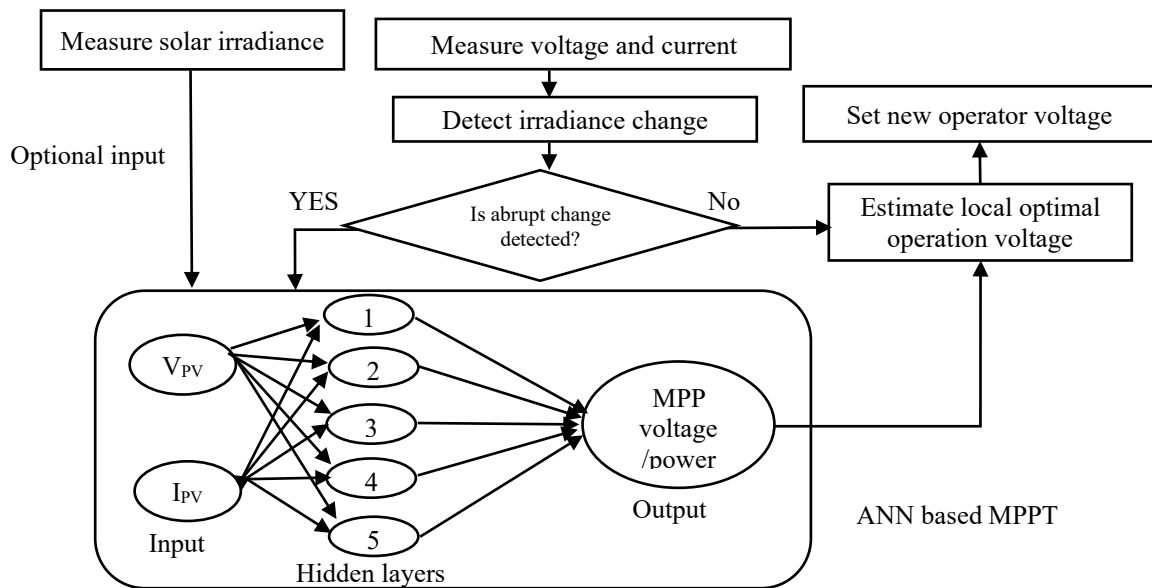 Measure solar irradiance
Measure voltage and current
Detect irradiance change
Set new operator voltage
Optional input
YES
No
Is abrupt change
detected?
Estimate local optimal
operation voltage
1
V_PV
2
3
MPP
voltage
/power
4
I_PV
5
Input
Output
Hidden layers
ANN based MPPT